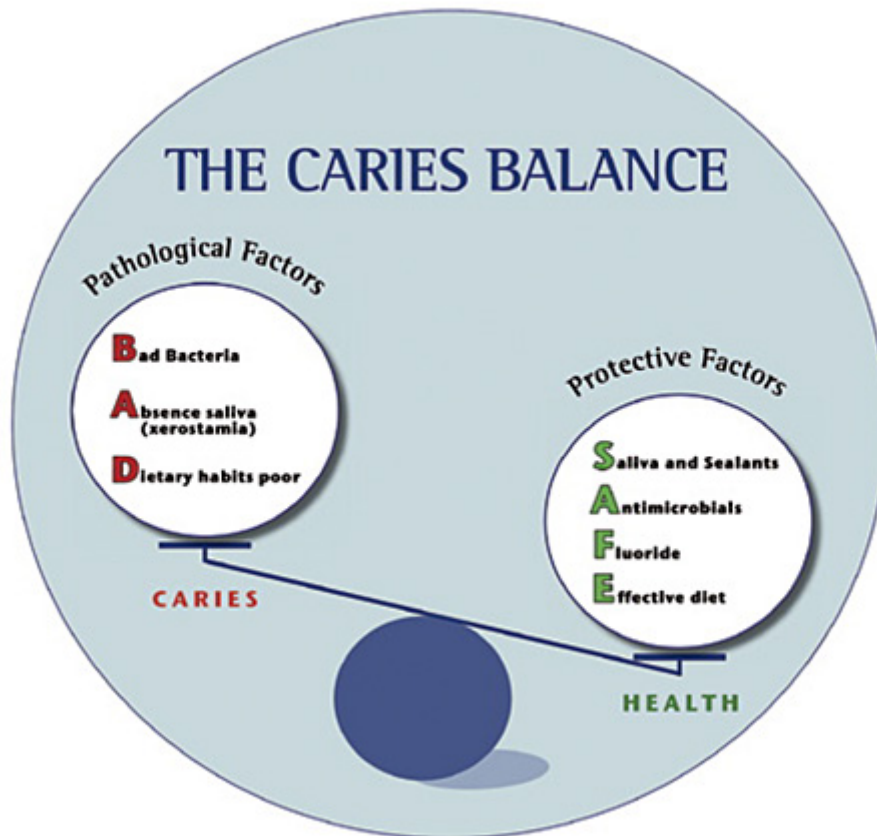 THE CARIES BALANCE
Pathological Factors
Bad Bacteria
Absence saliva
(xerostamia)
Dietary habits poor
CARIES
Protective Factors
Saliva and Sealants
Antimicrobials
Fluoride
Effective diet
HEALTH